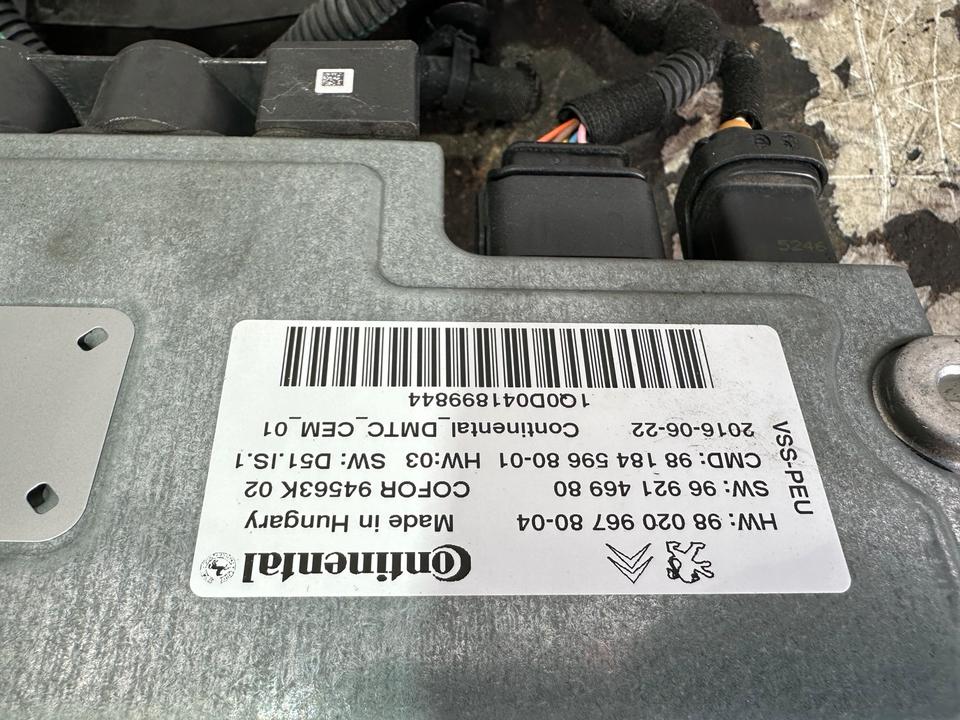 Continental
HW: 98 020 967 80-04 Made in Hungary
SW: 96 921 469 80 COFOR 94563K 02
CMD: 98 184 596 80-01 HW:03 SW: D51.IS.1
2016-06-22 Continental_DMTC_CEM_01
1Q0D041899844
VSS-PEU
5246